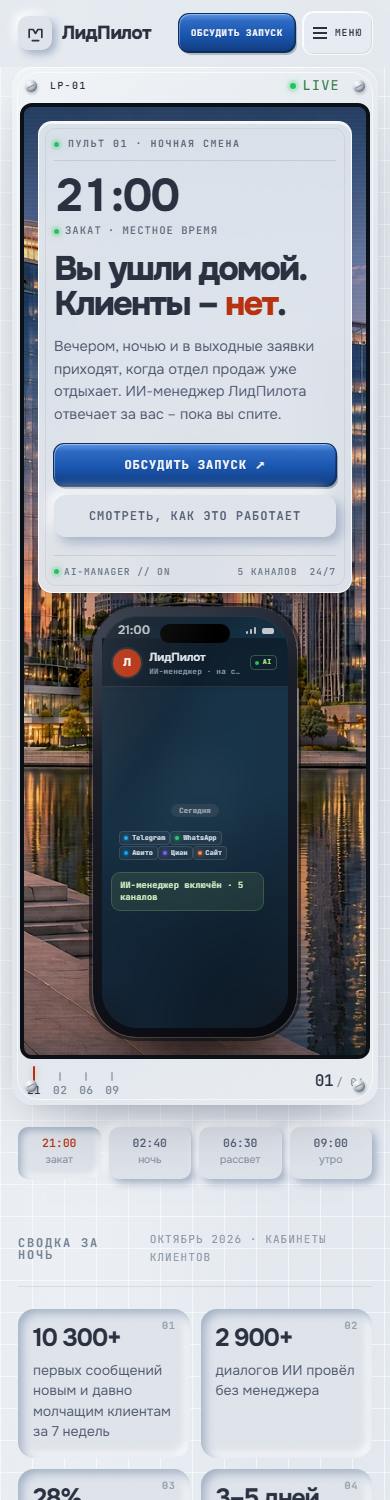 ЛидПилот
ОБСУДИТЬ ЗАПУСК
МЕНЮ
LP-01
LIVE
ПУЛЬТ 01 · НОЧНАЯ СМЕНА
21:00
ЗАКАТ · МЕСТНОЕ ВРЕМЯ
Вы ушли домой.
Клиенты – нет.
Вечером, ночью и в выходные заявки
приходят, когда отдел продаж уже
отдыхает. ИИ-менеджер ЛидПилота
отвечает за вас – пока вы спите.
ОБСУДИТЬ ЗАПУСК ↗
СМОТРЕТЬ, КАК ЭТО РАБОТАЕТ
AI-MANAGER // ON
5 КАНАЛОВ 24/7
21:00
Л
ЛидПилот
ИИ-менеджер · на с…
AI
Сегодня
Telegram WhatsApp
Авито Циан Сайт
ИИ-менеджер включён · 5
каналов
02 06 09
01 /
21:00 02:40 06:30 09:00
закат ночь рассвет утро
СВОДКА ЗА
НОЧЬ
ОКТЯБРЬ 2026 · КАБИНЕТЫ
КЛИЕНТОВ
01
10 300+
первых сообщений
новым и давно
молчащим клиентам
за 7 недель
02
2 900+
диалогов ИИ провёл
без менеджера
03
28%
04
3–5 дней